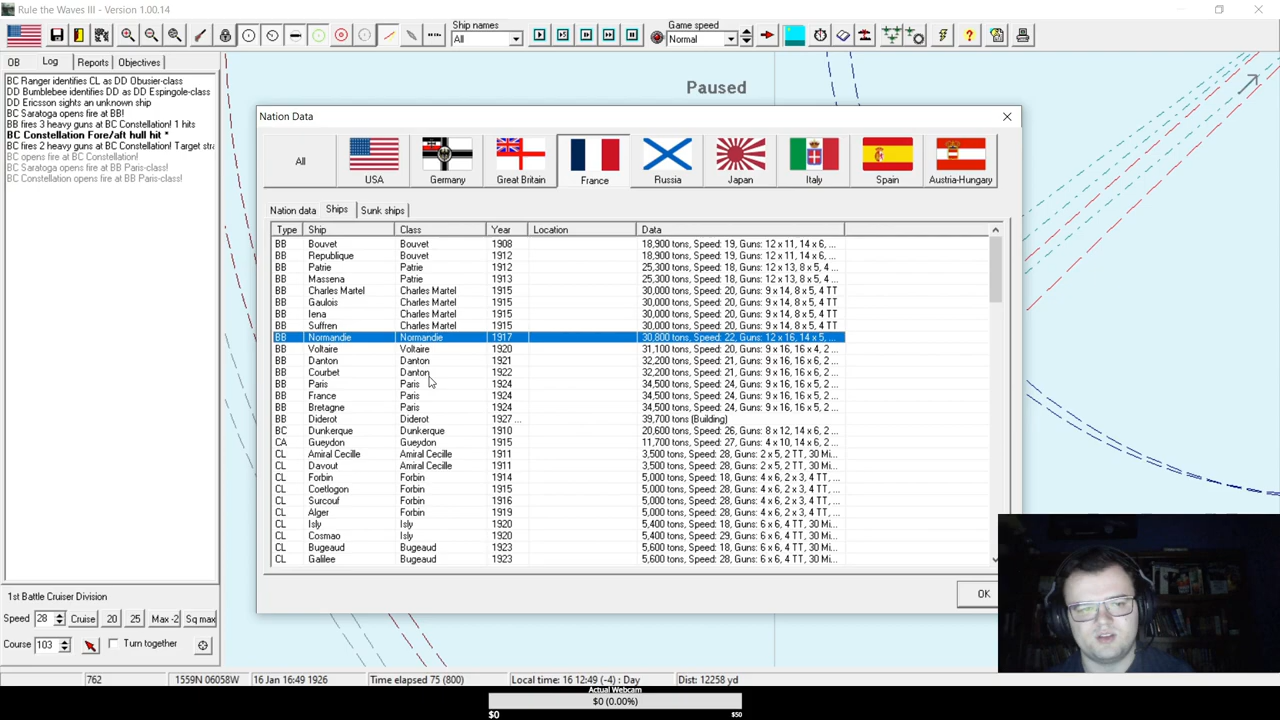 Rule the Waves III - Version 1.00.14
Ship names
All
Game speed
Normal
OB Log Reports Objectives
BC Ranger identifies CL as DD Obusier-class
DD Bumblebee identifies DD as DD Espingole-class
DD Ericsson sights an unknown ship
BC Saratoga opens fire at BB!
BB fires 3 heavy guns at BC Constellation! 1 hits
BC Constellation Fore/aft hull hit *
BC fires 2 heavy guns at BC Constellation! Target stra
BC opens fire at BC Constellation!
BC Saratoga opens fire at BB Paris-class!
BC Constellation opens fire at BB Paris-class!
Paused
Nation Data
All USA Germany Great Britain France Russia Japan Italy Spain Austria-Hungary
Nation data Ships Sunk ships
Type Ship Class Year Location Data
BB Bouvet Bouvet 1908 18,900 tons, Speed: 19, Guns: 12 x 11, 14 x 6, ...
BB Republique Bouvet 1912 18,900 tons, Speed: 19, Guns: 12 x 11, 14 x 6, ...
BB Patrie Patrie 1912 25,300 tons, Speed: 18, Guns: 12 x 13, 8 x 5, 4 ...
BB Massena Patrie 1913 25,300 tons, Speed: 18, Guns: 12 x 13, 8 x 5, 4 ...
BB Charles Martel Charles Martel 1915 30,000 tons, Speed: 20, Guns: 9 x 14, 8 x 5, 4 TT
BB Gaulois Charles Martel 1915 30,000 tons, Speed: 20, Guns: 9 x 14, 8 x 5, 4 TT
BB Iena Charles Martel 1915 30,000 tons, Speed: 20, Guns: 9 x 14, 8 x 5, 4 TT
BB Suffren Charles Martel 1915 30,000 tons, Speed: 20, Guns: 9 x 14, 8 x 5, 4 TT
BB Normandie Normandie 1917 30,800 tons, Speed: 22, Guns: 12 x 16, 14 x 5, ...
BB Voltaire Voltaire 1920 31,100 tons, Speed: 20, Guns: 9 x 16, 16 x 4, 2 ...
BB Danton Danton 1921 32,200 tons, Speed: 21, Guns: 9 x 16, 16 x 6, 2 ...
BB Courbet Danton 1922 32,200 tons, Speed: 21, Guns: 9 x 16, 16 x 6, 2 ...
BB Paris Paris 1924 34,500 tons, Speed: 24, Guns: 9 x 16, 16 x 5, 2 ...
BB France Paris 1924 34,500 tons, Speed: 24, Guns: 9 x 16, 16 x 5, 2 ...
BB Bretagne Paris 1924 34,500 tons, Speed: 24, Guns: 9 x 16, 16 x 5, 2 ...
BB Diderot Diderot 1927 ... 39,700 tons (Building)
BC Dunkerque Dunkerque 1910 20,600 tons, Speed: 26, Guns: 8 x 12, 14 x 6, ...
CA Gueydon Gueydon 1915 11,700 tons, Speed: 27, Guns: 4 x 10, 14 x 6, ...
CL Amiral Cecille Amiral Cecille 1911 3,500 tons, Speed: 28, Guns: 2 x 5, 2 TT, 30 Mi...
CL Davout Amiral Cecille 1911 3,500 tons, Speed: 28, Guns: 2 x 5, 2 TT, 30 Mi...
CL Forbin Forbin 1914 5,000 tons, Speed: 18, Guns: 4 x 6, 2 x 3, 4 TT, ...
CL Coetlogon Forbin 1915 5,000 tons, Speed: 28, Guns: 4 x 6, 2 x 3, 4 TT, ...
CL Surcouf Forbin 1916 5,000 tons, Speed: 28, Guns: 4 x 6, 2 x 3, 4 TT, ...
CL Alger Forbin 1919 5,000 tons, Speed: 28, Guns: 4 x 6, 2 x 3, 4 TT, ...
CL Isly Isly 1920 5,400 tons, Speed: 18, Guns: 6 x 6, 4 TT, 30 Mi...
CL Cosmao Isly 1920 5,400 tons, Speed: 29, Guns: 6 x 6, 4 TT, 30 Mi...
CL Bugeaud Bugeaud 1923 5,600 tons, Speed: 18, Guns: 6 x 6, 4 TT, 30 Mi...
CL Galilee Bugeaud 1923 5,600 tons, Speed: 28, Guns: 6 x 6, 4 TT, 30 Mi...
OK
1st Battle Cruiser Division
Speed 28 Cruise 20 25 Max -2 Sq max
Course 103 Turn together
762 1559N 06058W 16 Jan 16:49 1926 Time elapsed 75 (800) Local time: 16 12:49 (-4) : Day Dist: 12258 yd
Actual Webcam
$0 (0.00%)
$0 $50